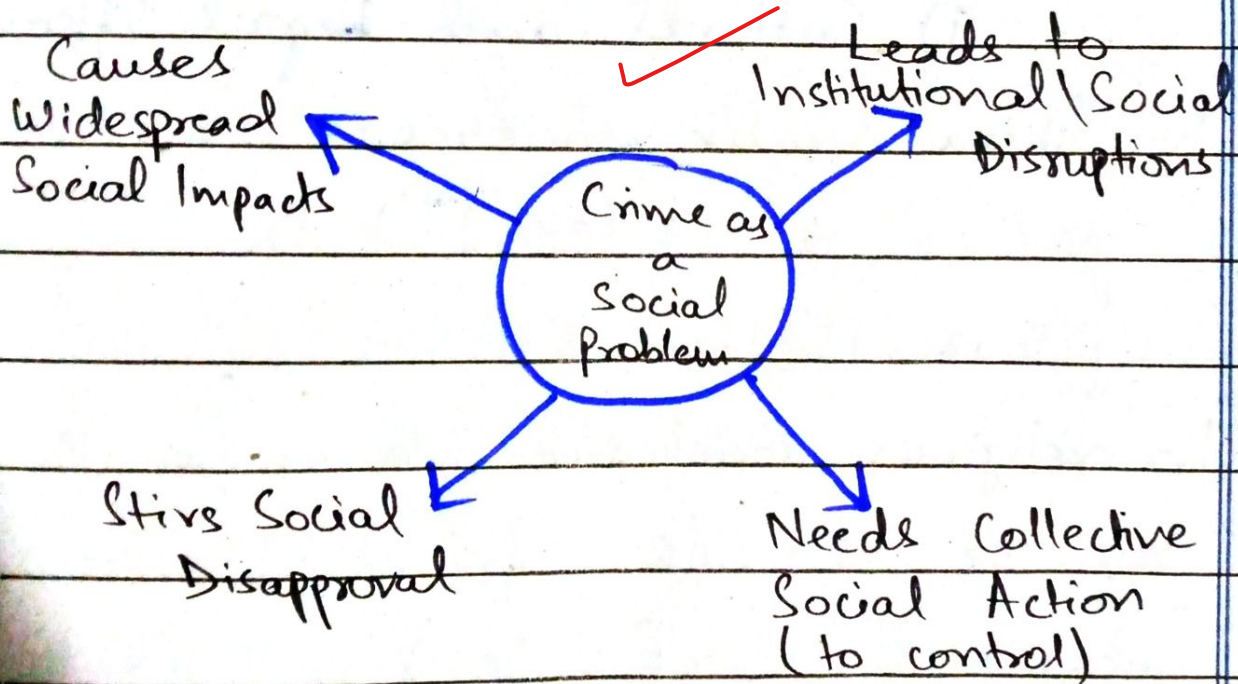 Causes
Widespread
Social Impacts
Leads to
Institutional\Social
Disruptions
Crime as
a
Social
Problem
Stirs Social
Disapproval
Needs Collective
Social Action
(to control)